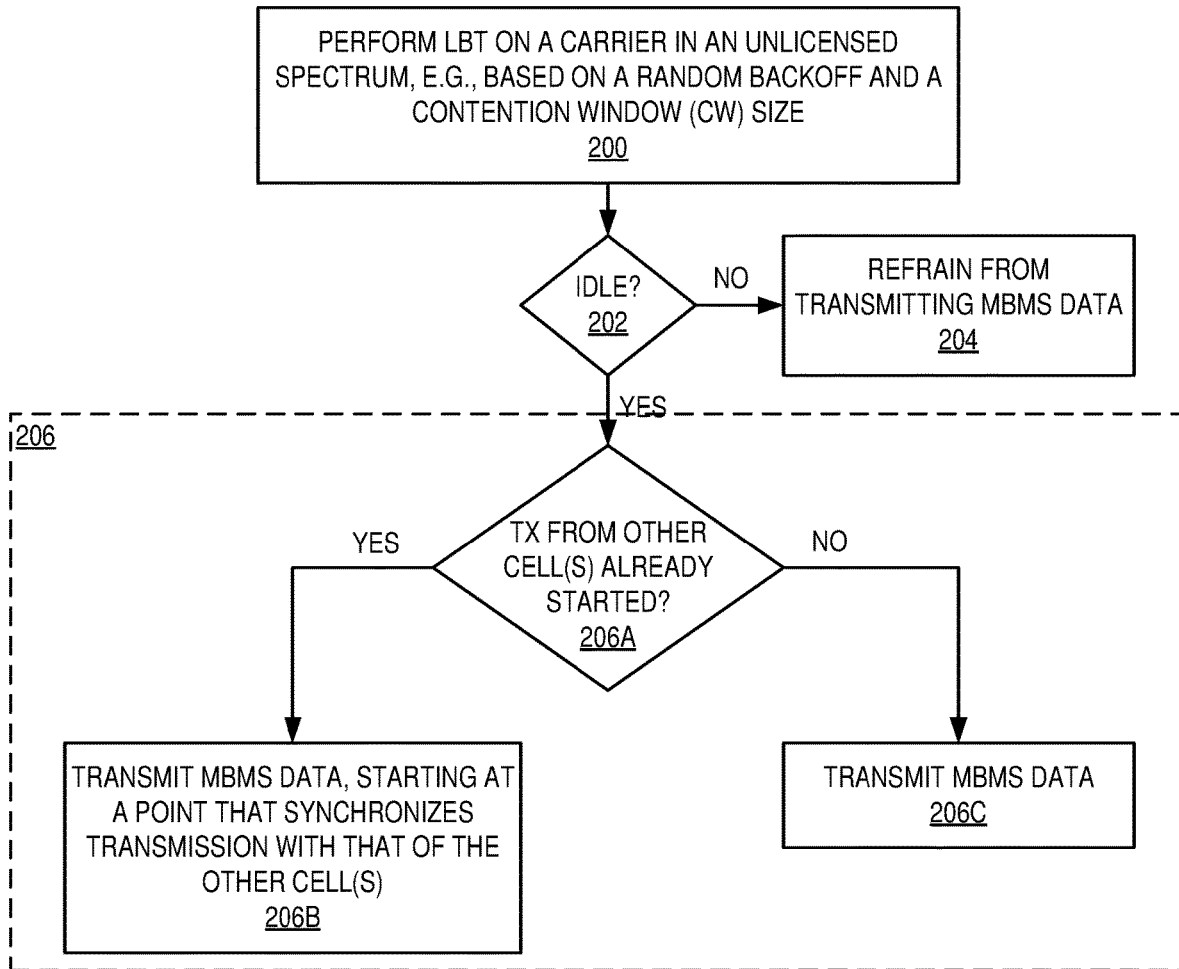 PERFORM LBT ON A CARRIER IN AN UNLICENSED
SPECTRUM, E.G., BASED ON A RANDOM BACKOFF AND A
CONTENTION WINDOW (CW) SIZE
200
IDLE?
202
NO
REFRAIN FROM
TRANSMITTING MBMS DATA
204
YES
206
TX FROM OTHER
CELL(S) ALREADY
STARTED?
206A
YES
NO
TRANSMIT MBMS DATA, STARTING AT
A POINT THAT SYNCHRONIZES
TRANSMISSION WITH THAT OF THE
OTHER CELL(S)
206B
TRANSMIT MBMS DATA
206C